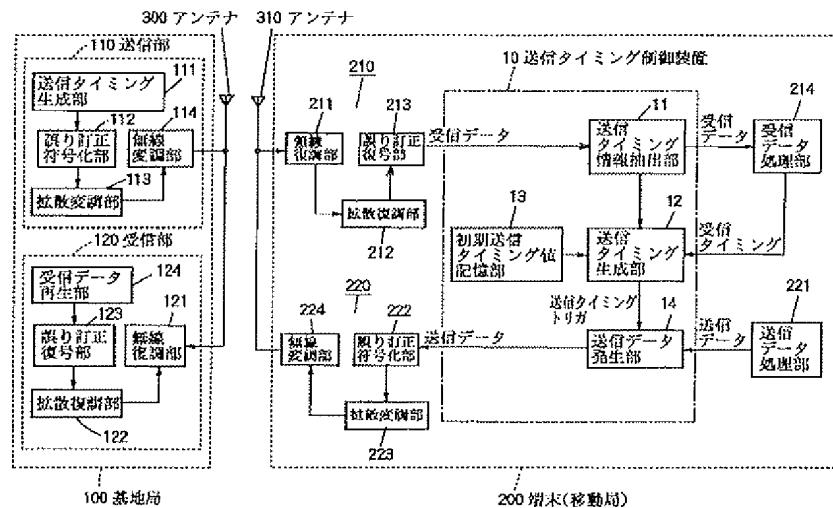 300 アンテナ
310 アンテナ
110 送信部
111
送信タイミング
生成部
112
誤り訂正
符号化部
114
無線
変調部
113
拡散変調部
120 受信部
124
受信データ
再生部
123
誤り訂正
復号部
121
無線
復調部
拡散復調部
122
100 基地局
210
211
無線
復調部
213
誤り訂正
復号部
拡散復調部
212
受信データ
10 送信タイミング制御装置
11
送信
タイミング
情報抽出部
受信
データ
214
受信
データ
処理部
13
初期送信
タイミング値
記憶部
12
送信
タイミング
生成部
受信
タイミング
220
224
無線
変調部
222
誤り訂正
符号化部
拡散変調部
223
送信データ
送信タイミング
トリガ
14
送信データ
発生部
送信
データ
221
送信
データ
処理部
200 端末(移動局)